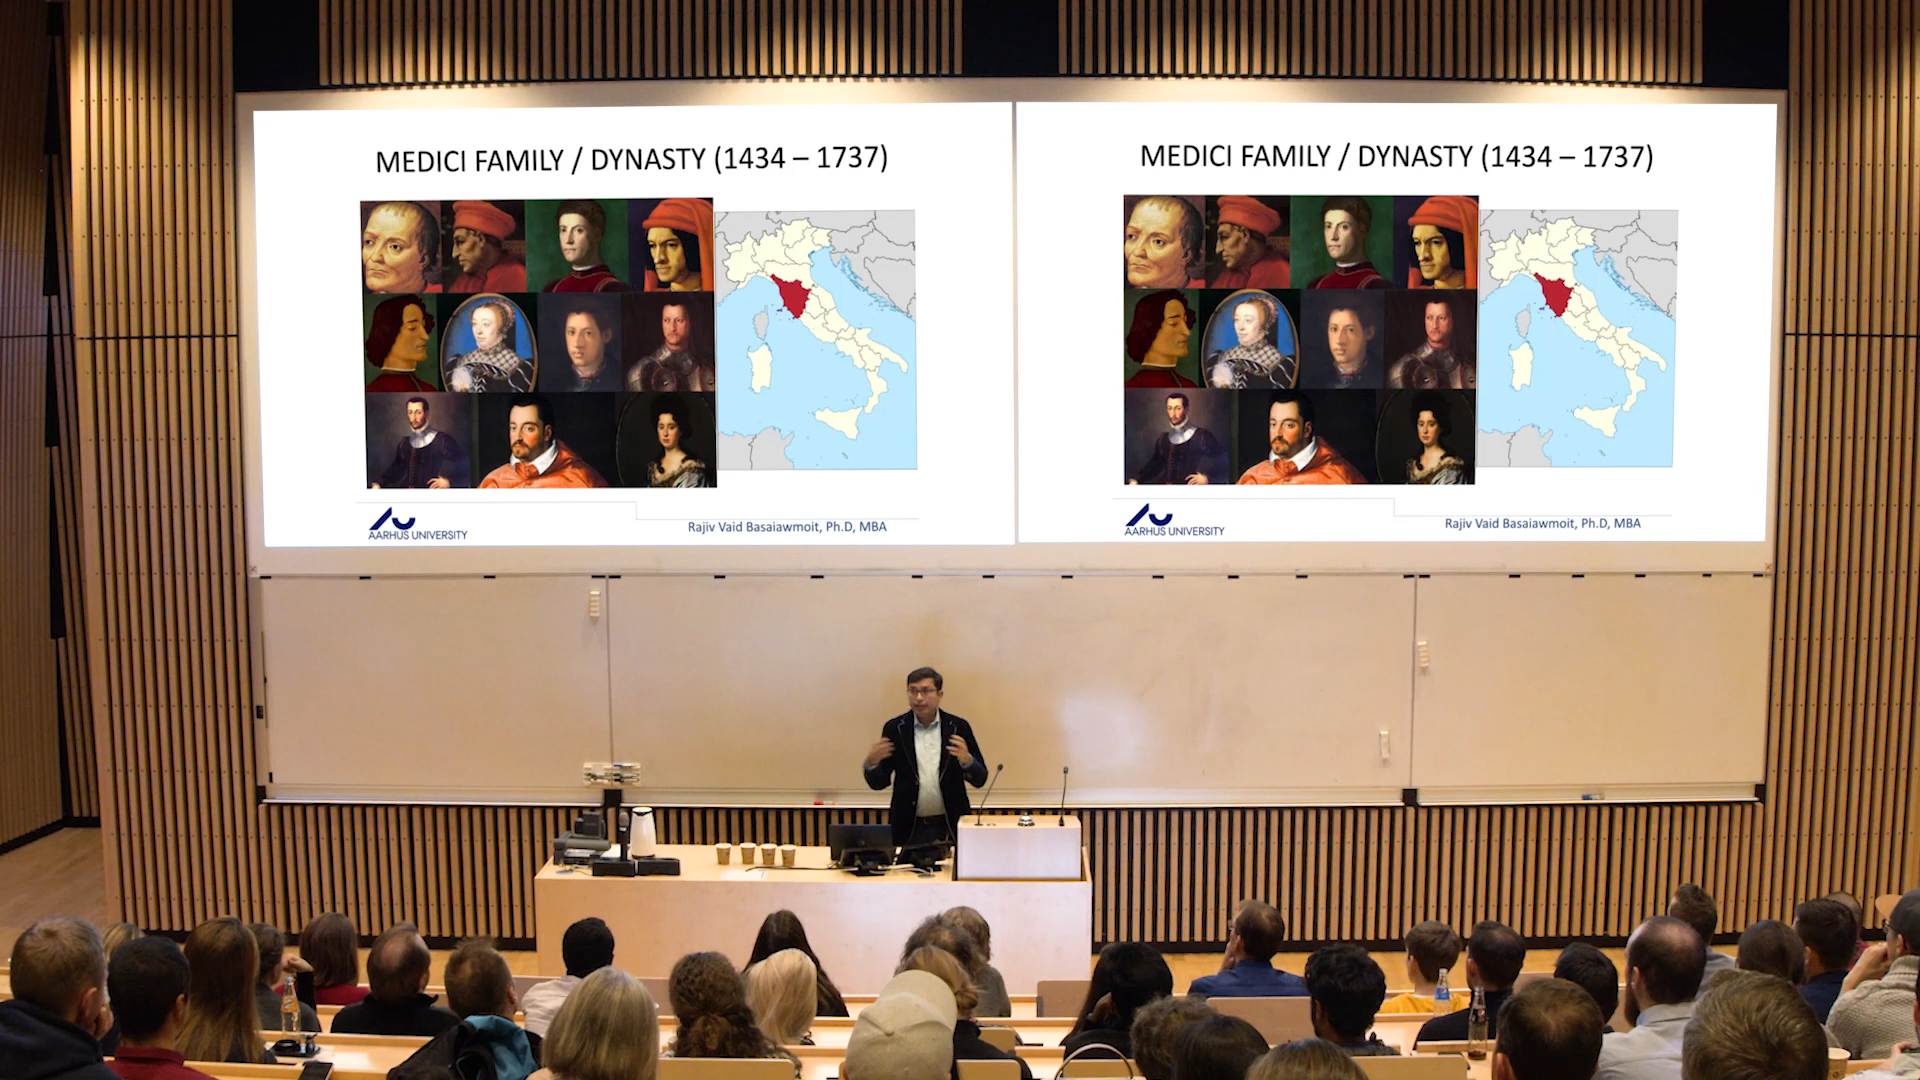 MEDICI FAMILY / DYNASTY (1434 – 1737)
AARHUS UNIVERSITY
Rajiv Vaid Basaiawmoit, Ph.D, MBA
MEDICI FAMILY / DYNASTY (1434 – 1737)
AARHUS UNIVERSITY
Rajiv Vaid Basaiawmoit, Ph.D, MBA